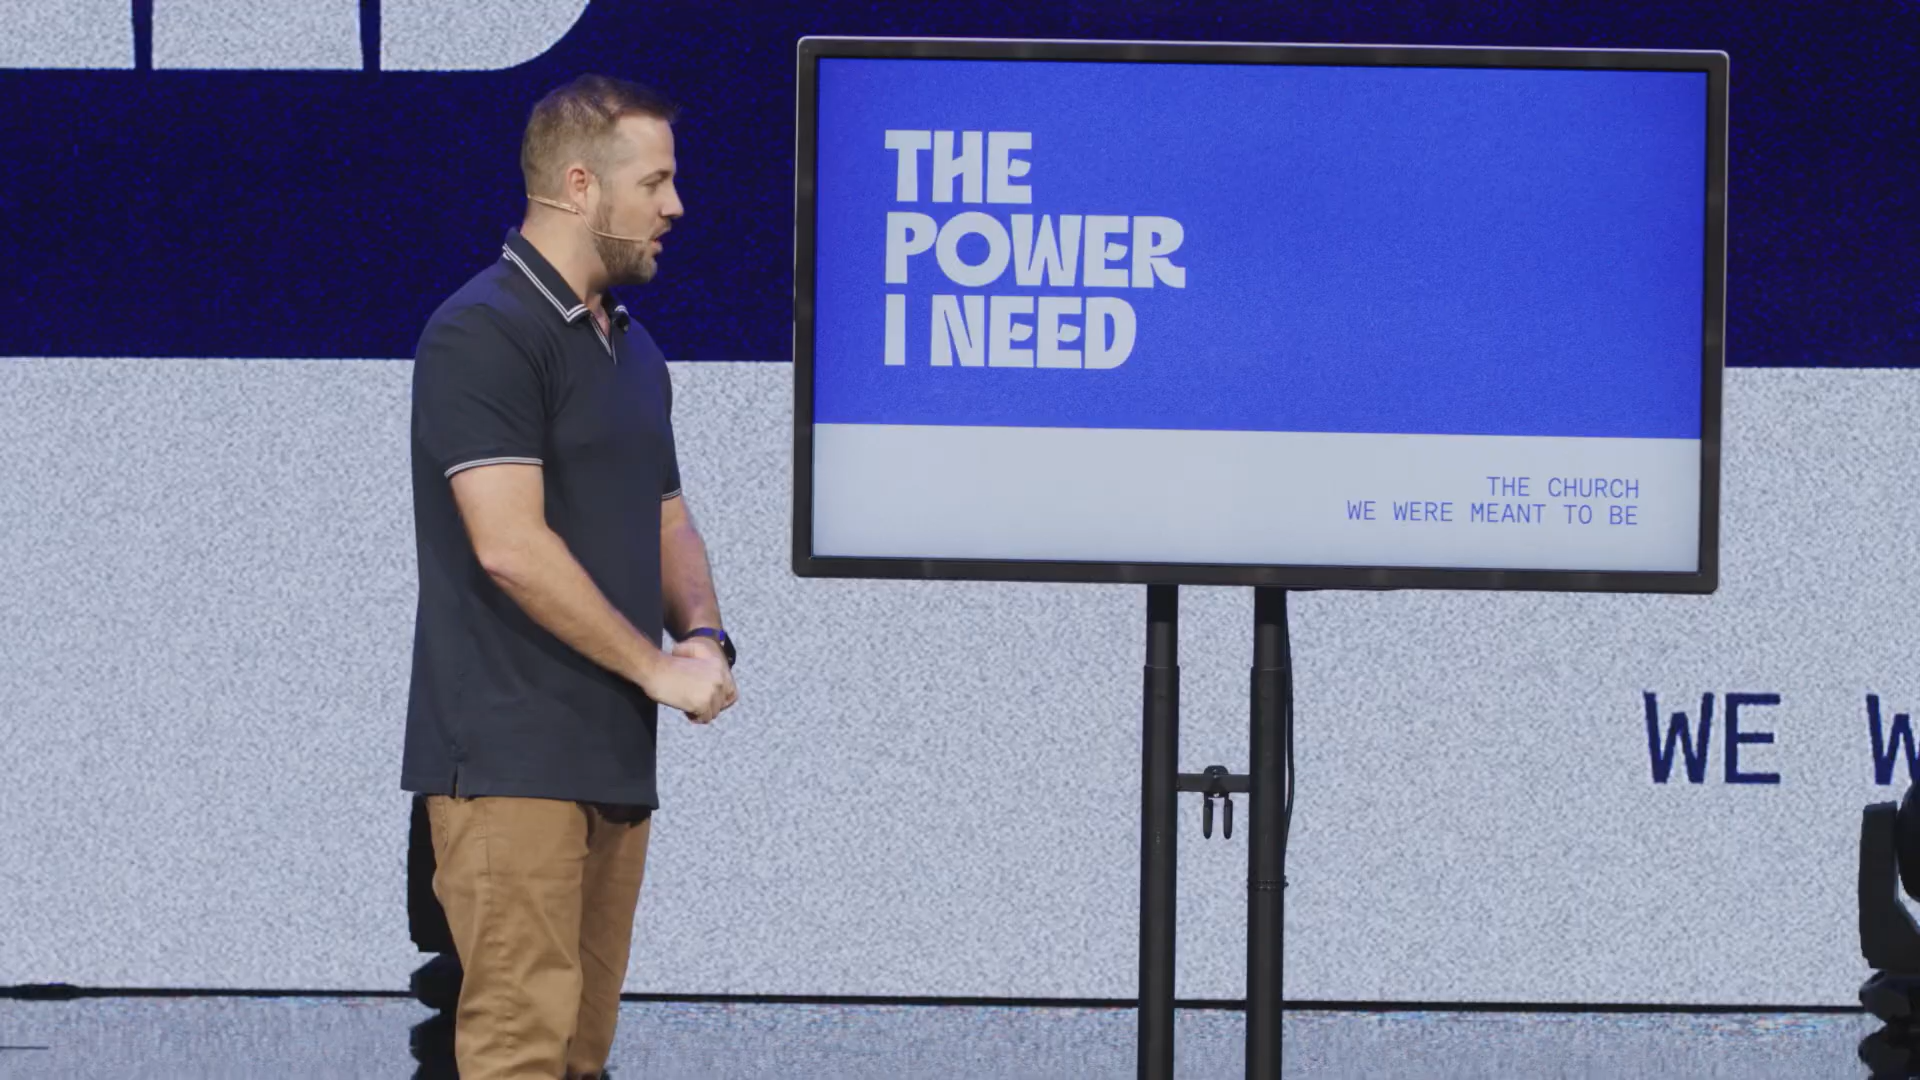 THE
POWER
I NEED
THE CHURCH
WE WERE MEANT TO BE
WE